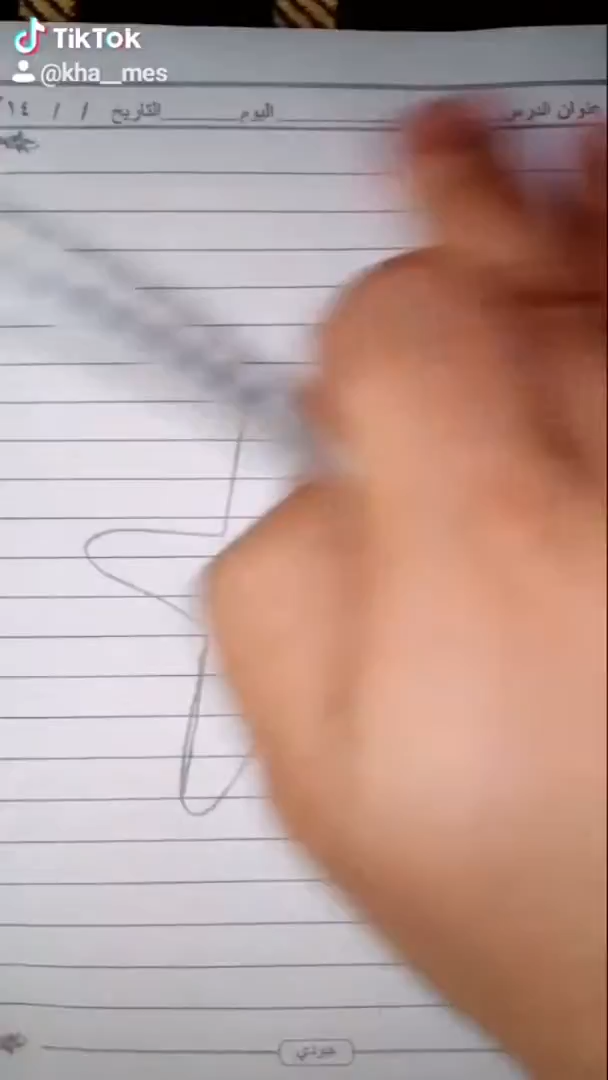 TikTok
@kha__mes
عنوان الدرس اليوم التاريخ / / ١٤